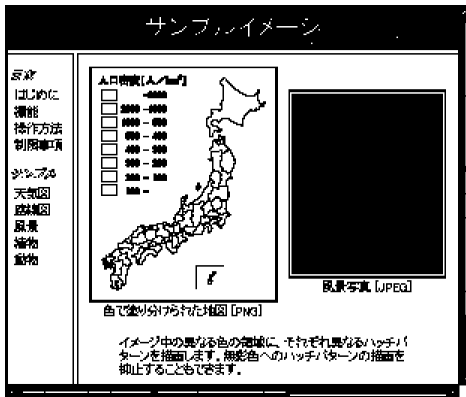 サンプルイメージ
目次
はじめに
機能
操作方法
制限事項
サンプル
天気図
路線図
風景
植物
動物
人口密度[人/km²]
500 - 
300 - 
200 - 
100 - 
色で塗り分けられた地図 [PNG]
風景写真 [JPEG]
イメージ中の異なる色の領域に、それぞれ異なるハッチパ
ターンを描画します。無彩色へのハッチパターンの描画を
抑止することもできます。